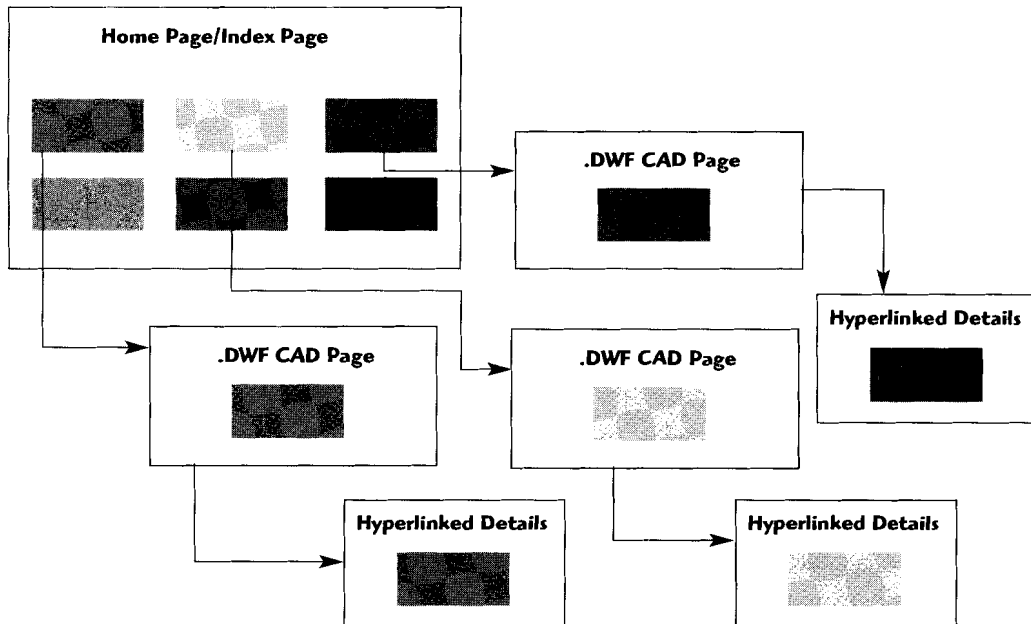 Home Page/Index Page
.DWF CAD Page
Hyperlinked Details
.DWF CAD Page
.DWF CAD Page
Hyperlinked Details
Hyperlinked Details